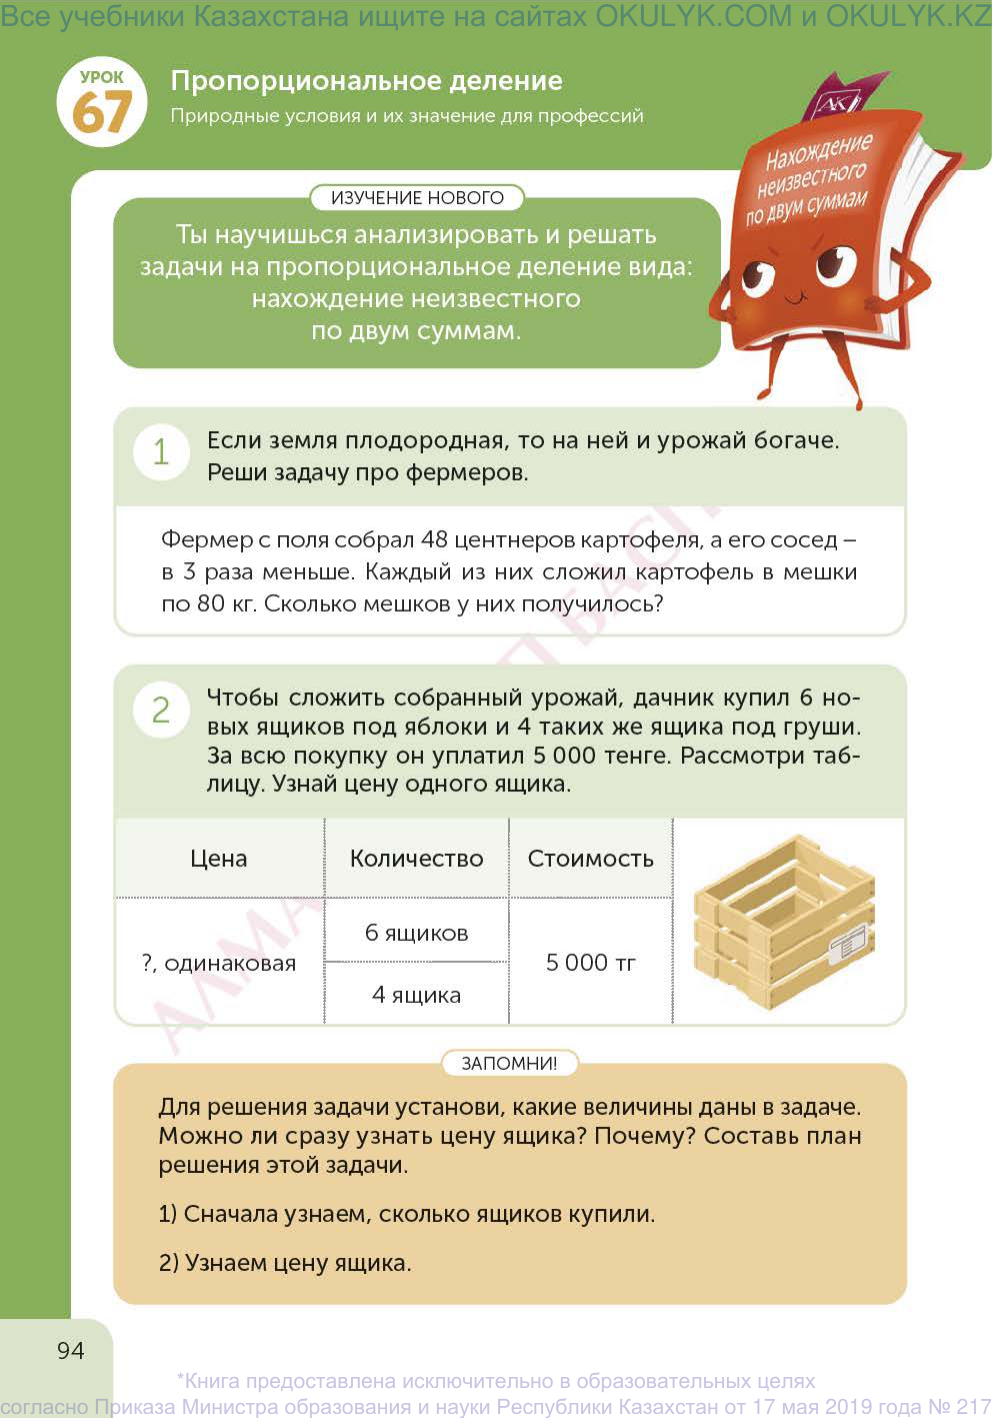 Все учебники Казахстана ищите на сайтах OKULYK.COM и OKULYK.KZ
УРОК
67
Пропорциональное деление
Природные условия и их значение для профессий
АК
Нахождение
неизвестного
по двум суммам
ИЗУЧЕНИЕ НОВОГО
Ты научишься анализировать и решать
задачи на пропорциональное деление вида:
нахождение неизвестного
по двум суммам.
1
Если земля плодородная, то на ней и урожай богаче.
Реши задачу про фермеров.
Фермер с поля собрал 48 центнеров картофеля, а его сосед –
в 3 раза меньше. Каждый из них сложил картофель в мешки
по 80 кг. Сколько мешков у них получилось?
2
Чтобы сложить собранный урожай, дачник купил 6 но-
вых ящиков под яблоки и 4 таких же ящика под груши.
За всю покупку он уплатил 5 000 тенге. Рассмотри таб-
лицу. Узнай цену одного ящика.
Цена Количество Стоимость
?, одинаковая
6 ящиков
4 ящика
5 000 тг
ЗАПОМНИ!
Для решения задачи установи, какие величины даны в задаче.
Можно ли сразу узнать цену ящика? Почему? Составь план
решения этой задачи.
1) Сначала узнаем, сколько ящиков купили.
2) Узнаем цену ящика.
94
*Книга предоставлена исключительно в образовательных целях
согласно Приказа Министра образования и науки Республики Казахстан от 17 мая 2019 года № 217